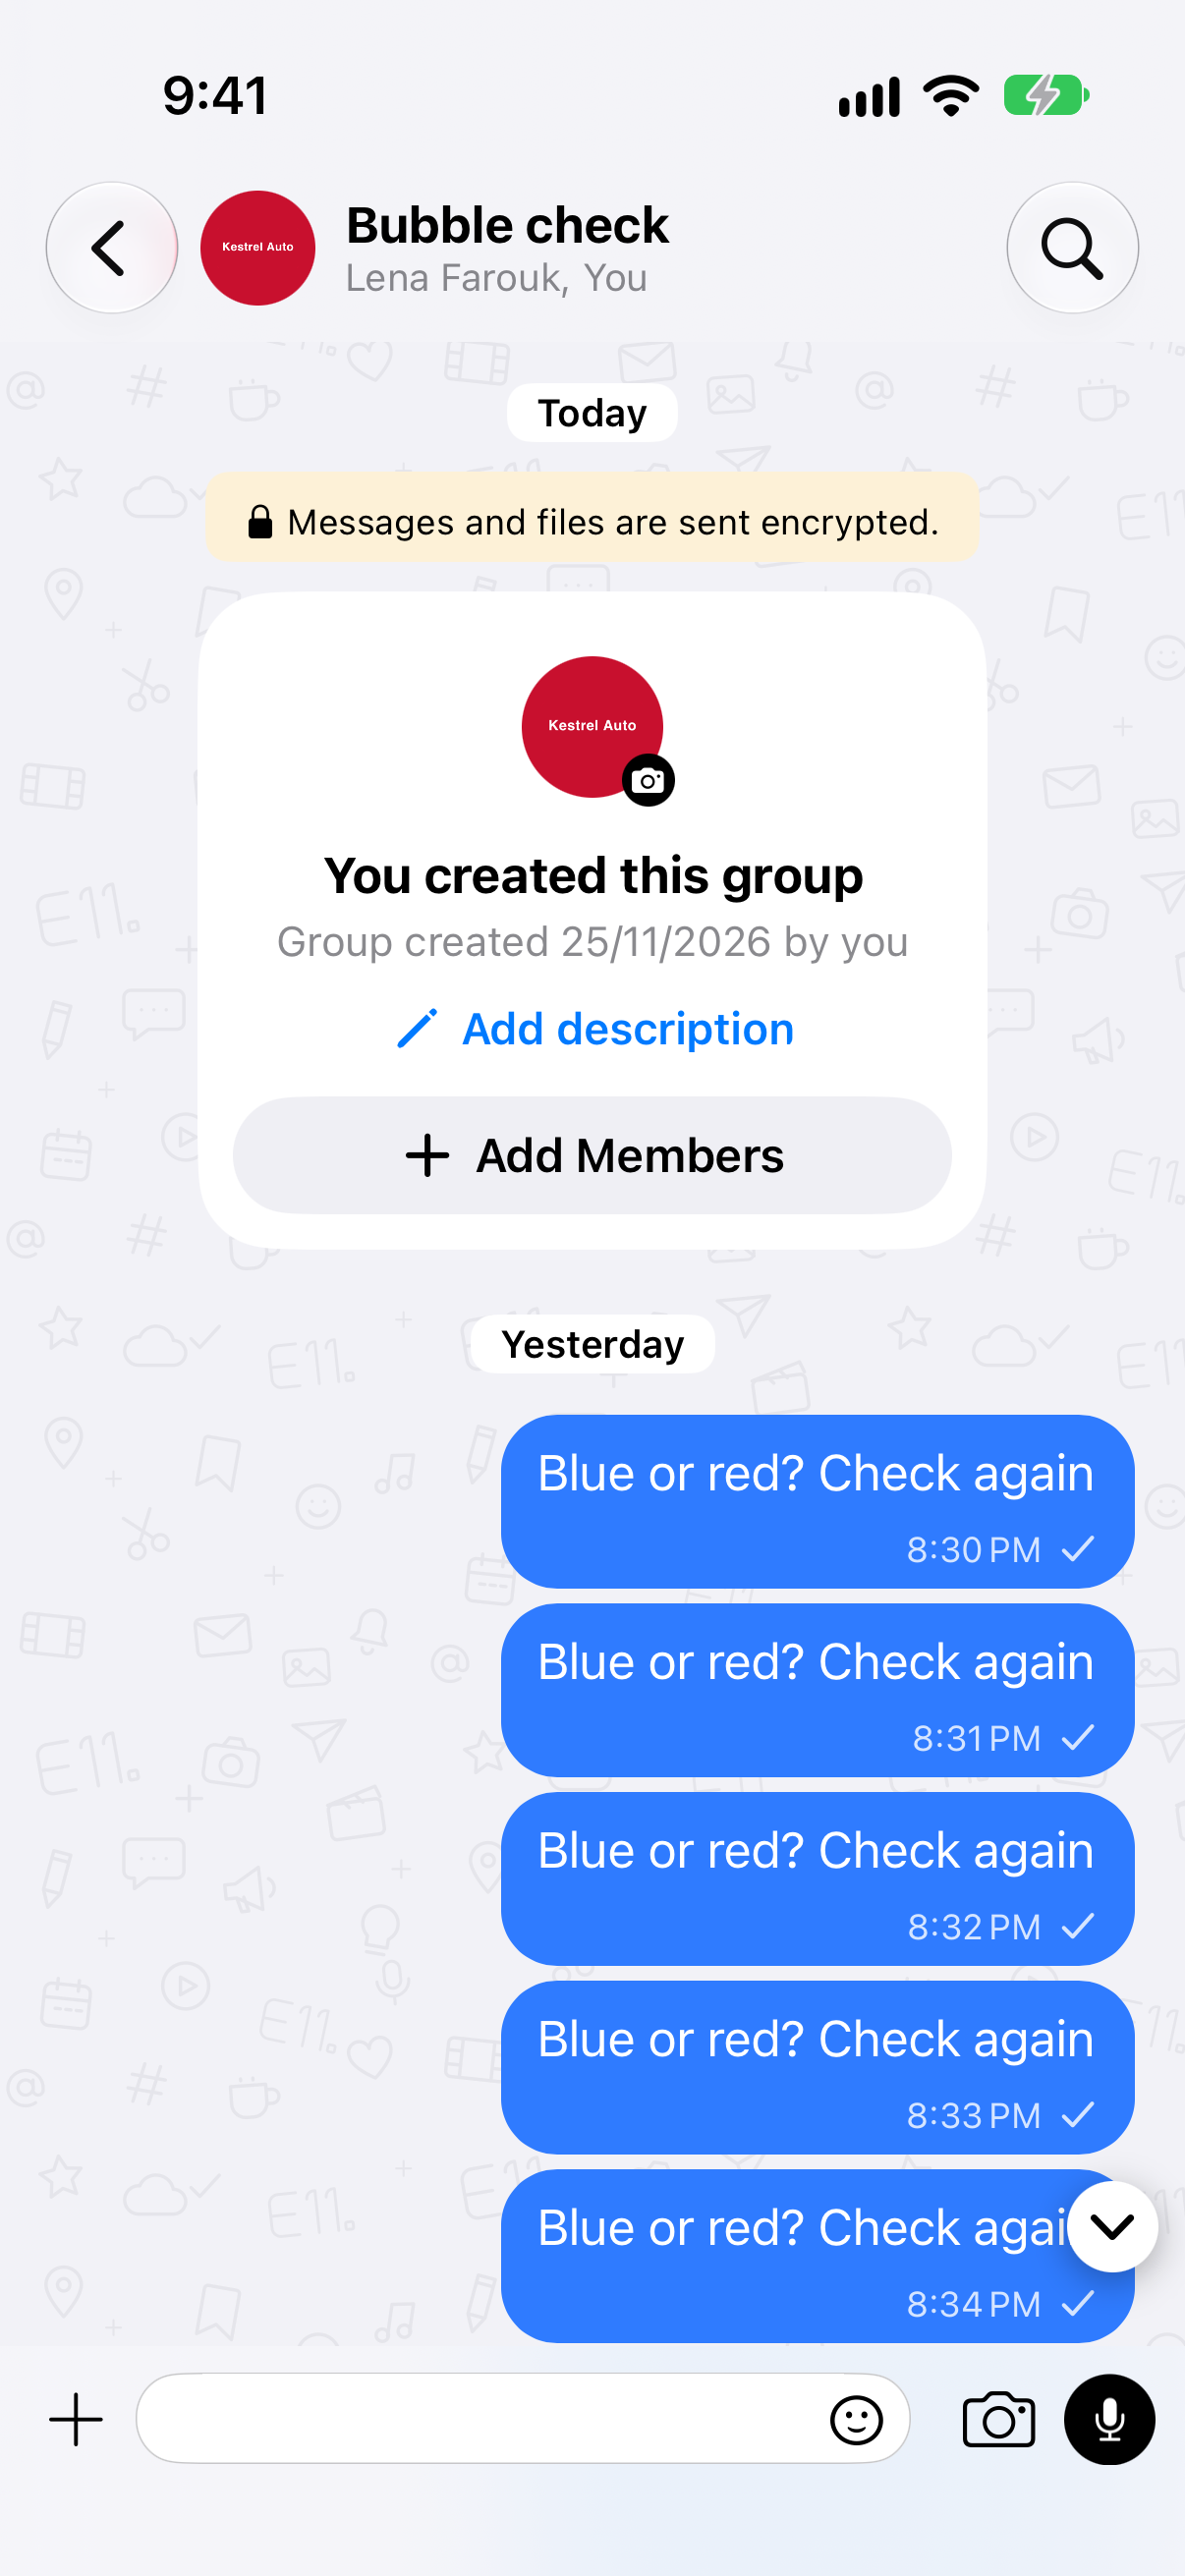 9:41
Kestrel Auto
Bubble check
Lena Farouk, You
Today
Messages and files are sent encrypted.
Kestrel Auto
You created this group
Group created 25/11/2026 by you
Add description
Add Members
Yesterday
Blue or red? Check again
8:30 PM
Blue or red? Check again
8:31 PM
Blue or red? Check again
8:32 PM
Blue or red? Check again
8:33 PM
Blue or red? Check
8:34 PM